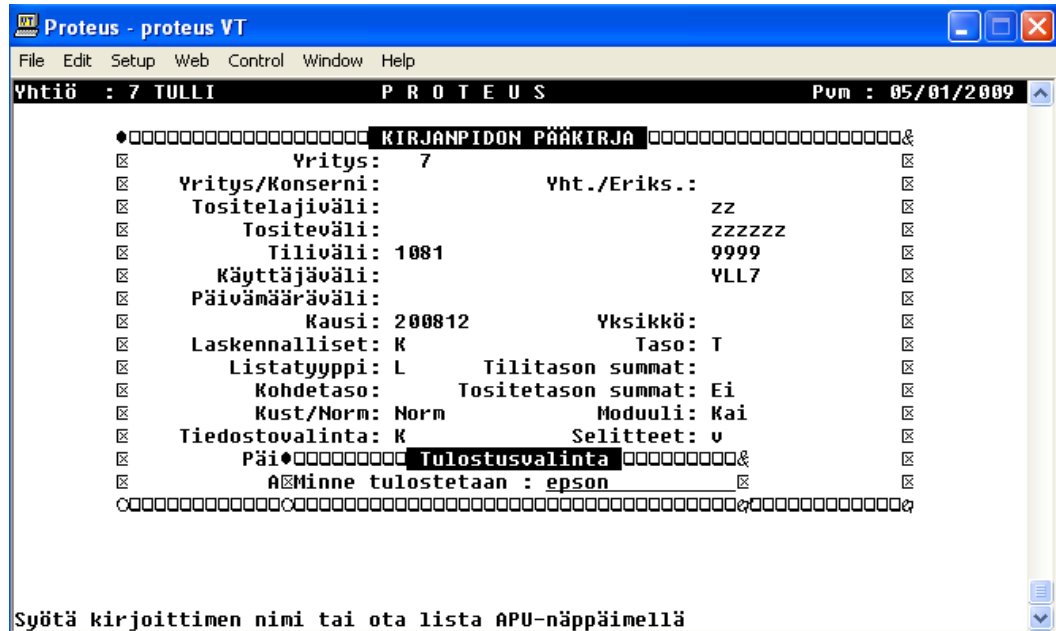 Proteus - proteus VT
File Edit Setup Web Control Window Help
Yhtiö : 7 TULLI P R O T E U S Pvm : 05/01/2009
KIRJANPIDON PÄÄKIRJA
Yritys: 7
Yritys/Konserni: Yht./Eriks.:
Tositelajiväli: zz
Tositeväli: zzzzzz
Tiliväli: 1081 9999
Käyttäjäväli: YLL7
Päivämääräväli:
Kausi: 200812 Yksikkö:
Laskennalliset: K Taso: T
Listatyyppi: L Tilitason summat:
Kohdetaso: Tositetason summat: Ei
Kust/Norm: Norm Moduuli: Kai
Tiedostovalinta: K Selitteet: v
Päi Tulostusvalinta
A Minne tulostetaan : epson
Syötä kirjoittimen nimi tai ota lista APU-näppäimellä